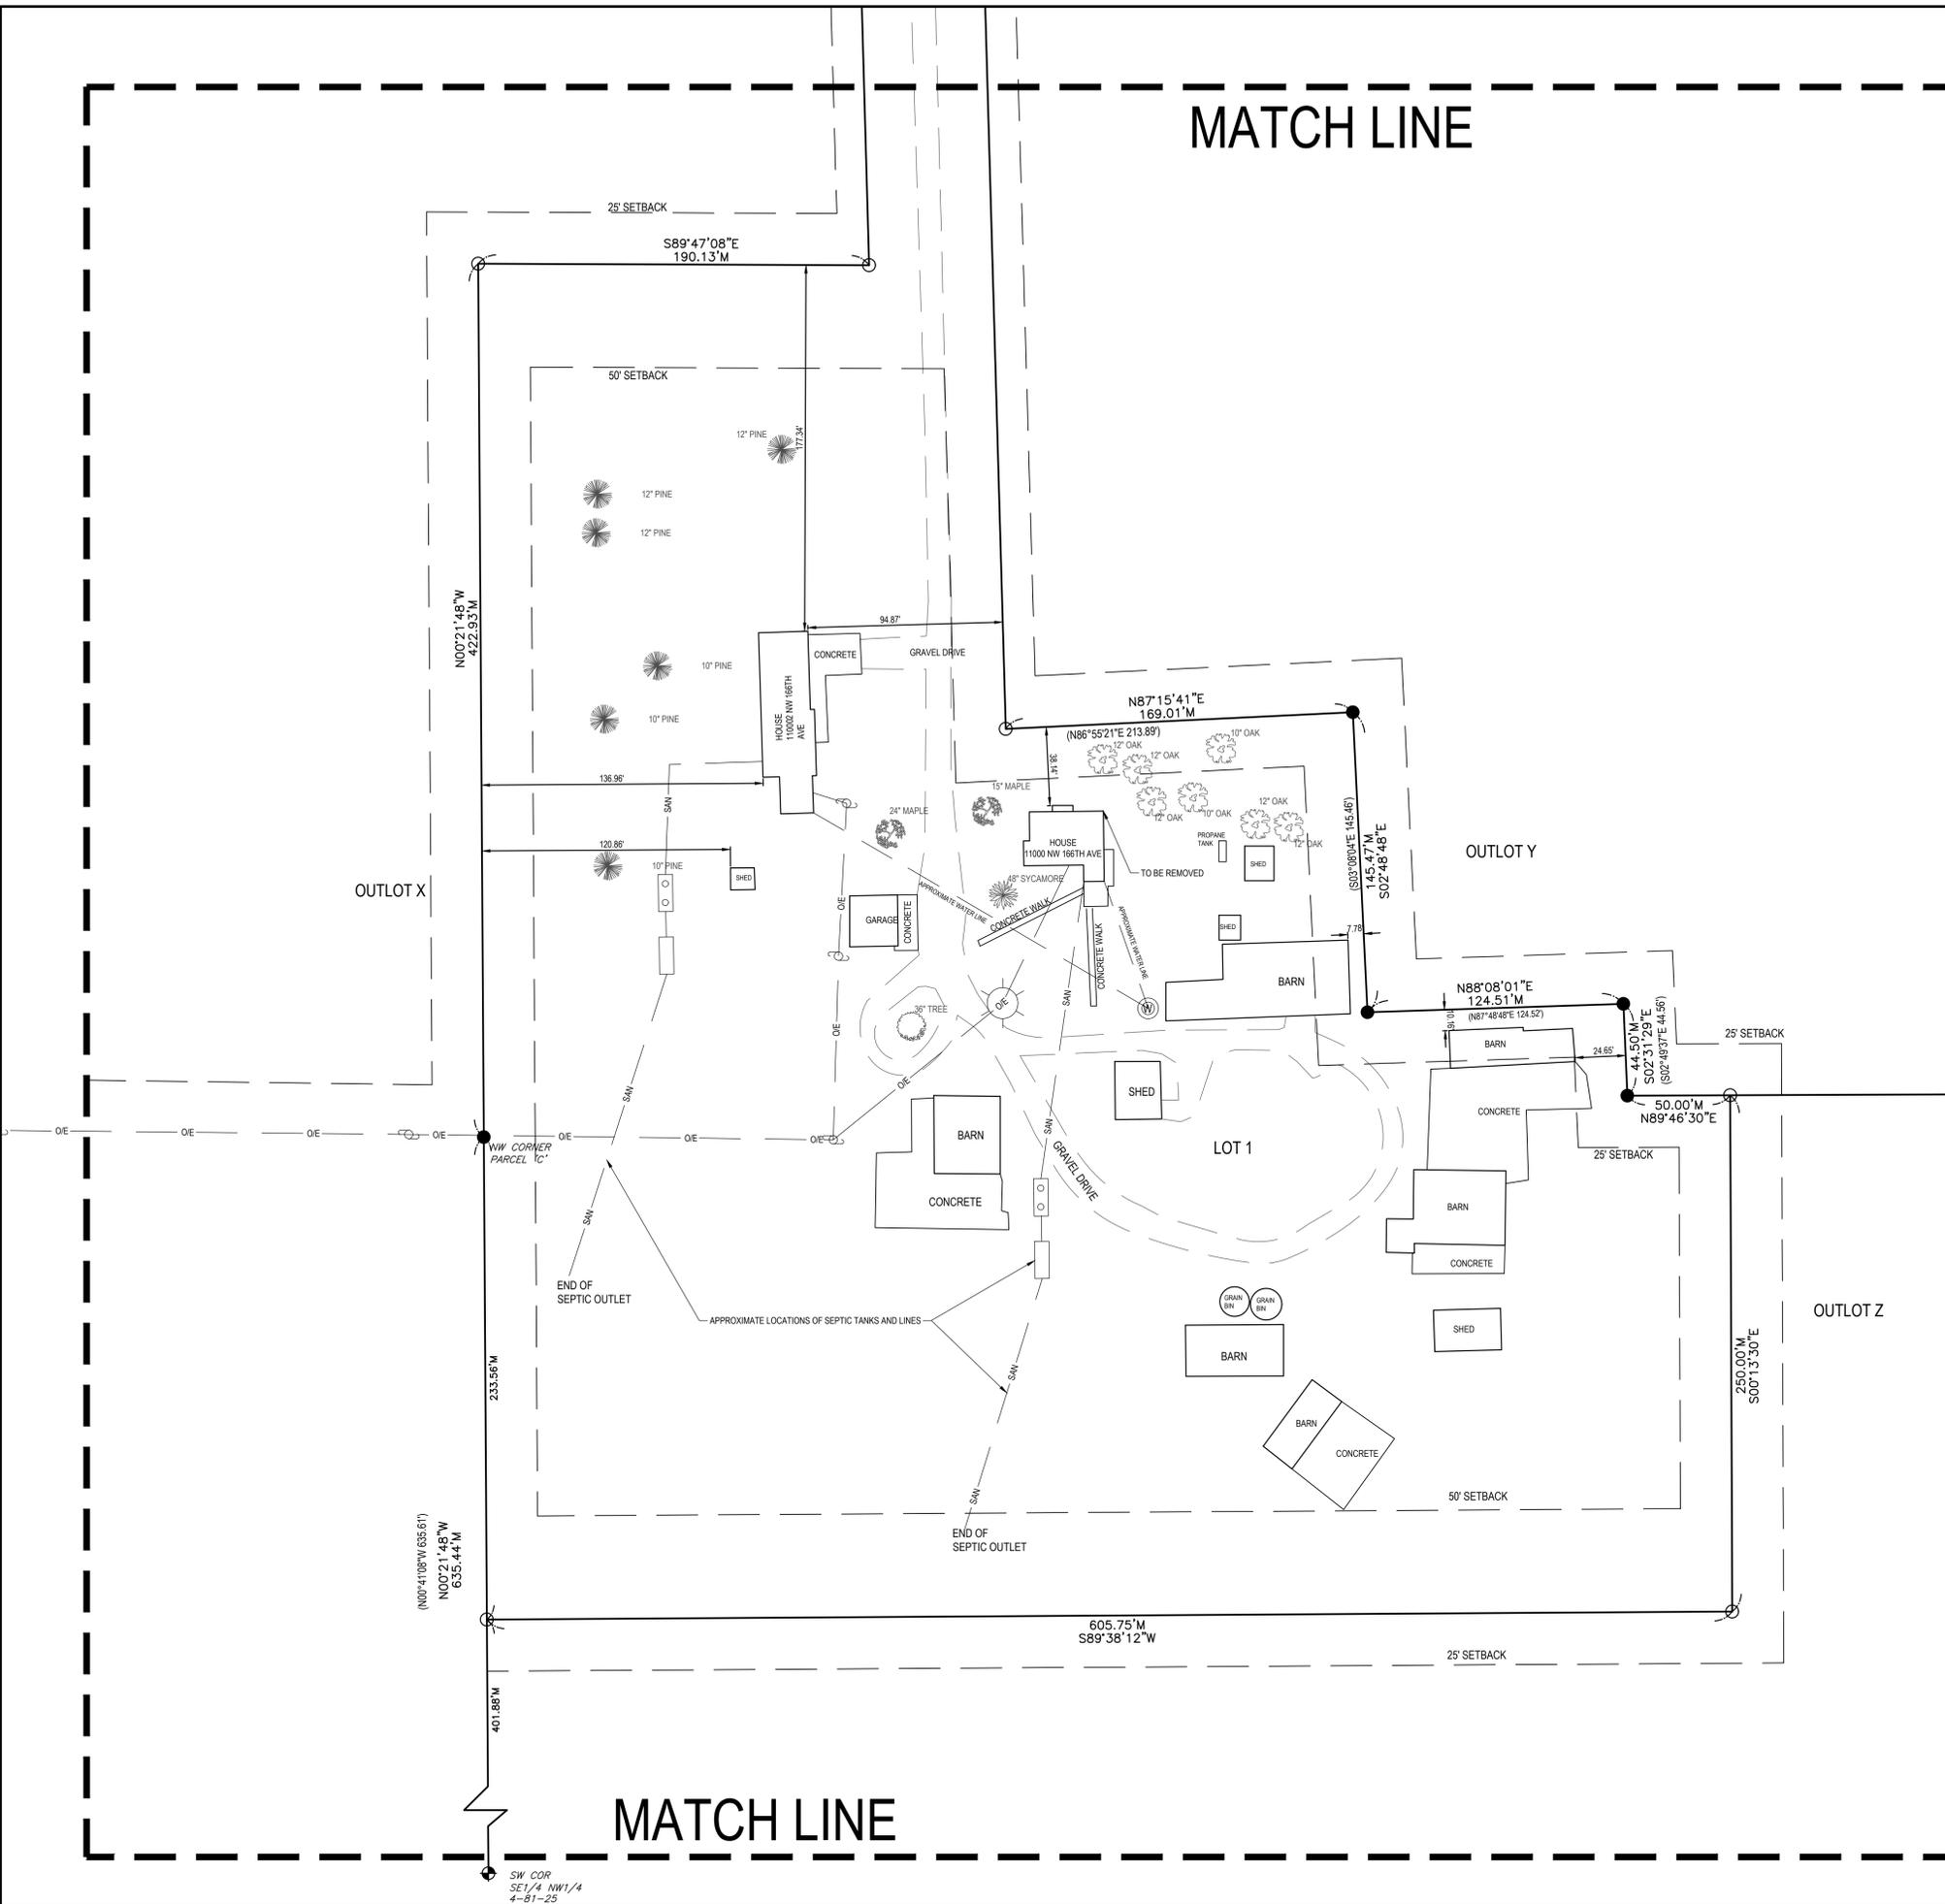 MATCH LINE
25' SETBACK
S89°47'08"E
190.13'M
50' SETBACK
12" PINE
177.34'
12" PINE
12" PINE
N00°21'48"W
422.93'M
94.87'
CONCRETE
GRAVEL DRIVE
10" PINE
HOUSE
110002 NW 166TH
AVE
10" PINE
N87°15'41"E
169.01'M
(N86°55'21"E 213.89')
10" OAK
12" OAK
12" OAK
38.14'
136.96'
SAN
15" MAPLE
24" MAPLE
12" OAK
10" OAK
12" OAK
12" OAK
PROPANE
TANK
(S03°08'04"E 145.46')
145.47'M
S02°48'48"E
120.86'
HOUSE
11000 NW 166TH AVE
OUTLOT Y
10" PINE
SHED
SHED
TO BE REMOVED
OUTLOT X
48" SYCAMORE
APPROXIMATE WATER LINE
O/E
GARAGE
CONCRETE
CONCRETE WALK
CONCRETE WALK
APPROXIMATE WATER LINE
SHED
7.78'
BARN
N88°08'01"E
124.51'M
(N87°48'48"E 124.52')
O/E
SAN
W
36" TREE
10.16'
44.50'M
S02°31'29"E
(S02°49'37"E 44.56')
25' SETBACK
O/E
BARN
24.65'
O/E
SAN
SHED
CONCRETE
50.00'M
N89°46'30"E
O/E
O/E
O/E
O/E
O/E
O/E
O/E
NW CORNER
PARCEL 'C'
BARN
SAN
GRAVEL DRIVE
LOT 1
25' SETBACK
CONCRETE
BARN
SAN
CONCRETE
END OF
SEPTIC OUTLET
GRAIN
BIN
GRAIN
BIN
APPROXIMATE LOCATIONS OF SEPTIC TANKS AND LINES
OUTLOT Z
SHED
BARN
233.56'M
SAN
250.00'M
S00°13'30"E
BARN
CONCRETE
SAN
50' SETBACK
END OF
SEPTIC OUTLET
(N00°41'08"W 635.61')
N00°21'48"W
635.44'M
605.75'M
S89°38'12"W
25' SETBACK
401.88'M
MATCH LINE
SW COR
SE1/4 NW1/4
4-81-25